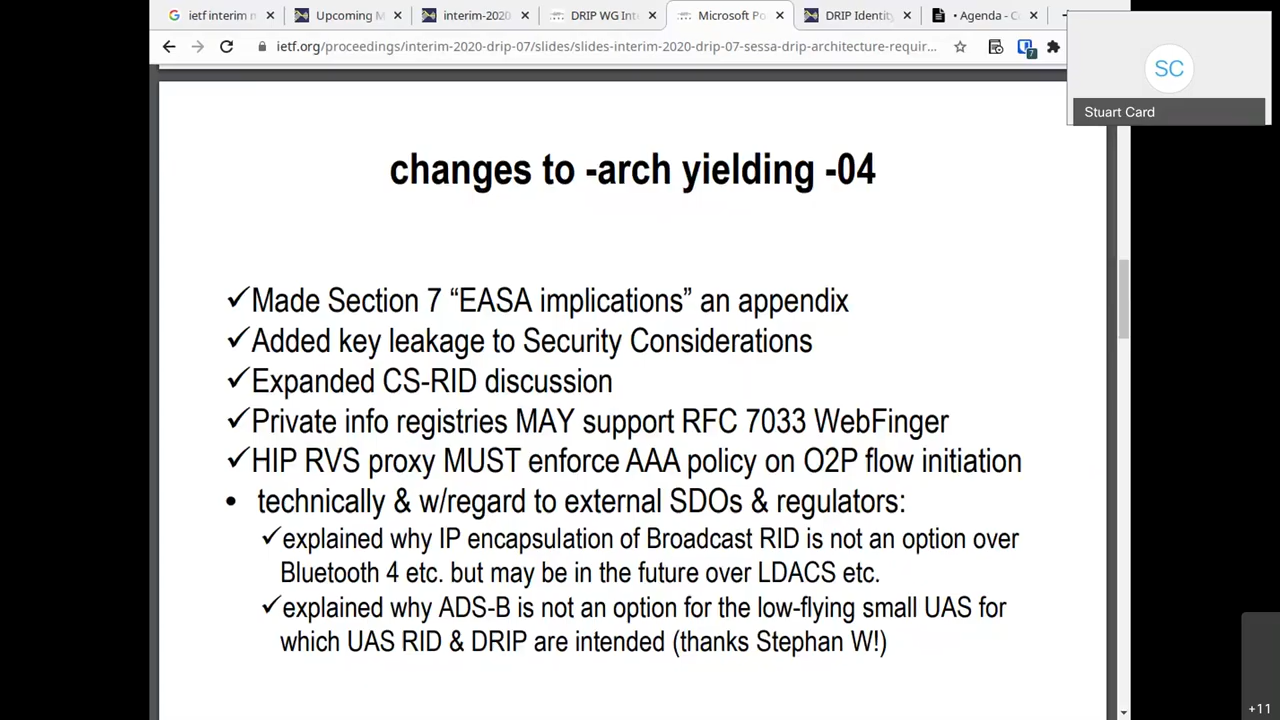 ietf interim m
Upcoming M
interim-2020
DRIP WG Inte
Microsoft Po
DRIP Identity
• Agenda - C
ietf.org/proceedings/interim-2020-drip-07/slides/slides-interim-2020-drip-07-sessa-drip-architecture-requir...
7
SC
Stuart Card
changes to -arch yielding -04
✓Made Section 7 “EASA implications” an appendix
✓Added key leakage to Security Considerations
✓Expanded CS-RID discussion
✓Private info registries MAY support RFC 7033 WebFinger
✓HIP RVS proxy MUST enforce AAA policy on O2P flow initiation
• technically & w/regard to external SDOs & regulators:
✓explained why IP encapsulation of Broadcast RID is not an option over
Bluetooth 4 etc. but may be in the future over LDACS etc.
✓explained why ADS-B is not an option for the low-flying small UAS for
which UAS RID & DRIP are intended (thanks Stephan W!)
+11